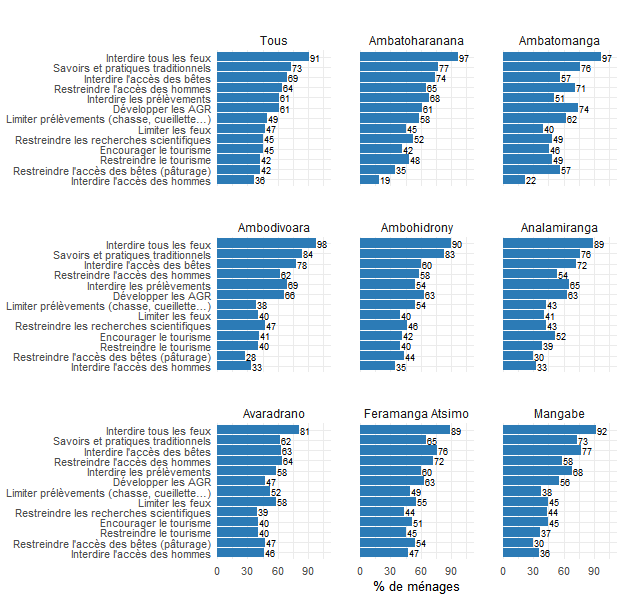 Tous Ambatoharanana Ambatomanga
Interdire tous les feux 91 97 97
Savoirs et pratiques traditionnels 73 77 76
Interdire l'accès des bêtes 69 74 57
Restreindre l'accès des hommes 64 65 71
Interdire les prélèvements 61 68 51
Développer les AGR 61 61 74
Limiter prélèvements (chasse, cueillette…) 49 58 62
Limiter les feux 47 45 40
Restreindre les recherches scientifiques 45 52 49
Encourager le tourisme 45 42 46
Restreindre le tourisme 42 48 49
Restreindre l'accès des bêtes (pâturage) 42 35 57
Interdire l'accès des hommes 36 19 22
Ambodivoara Ambohidrony Analamiranga
Interdire tous les feux 98 90 89
Savoirs et pratiques traditionnels 84 83 76
Interdire l'accès des bêtes 78 60 72
Restreindre l'accès des hommes 62 58 54
Interdire les prélèvements 69 54 65
Développer les AGR 66 63 63
Limiter prélèvements (chasse, cueillette…) 38 54 43
Limiter les feux 40 40 41
Restreindre les recherches scientifiques 47 46 43
Encourager le tourisme 41 42 52
Restreindre le tourisme 40 40 39
Restreindre l'accès des bêtes (pâturage) 28 44 30
Interdire l'accès des hommes 33 35 33
Avaradrano Feramanga Atsimo Mangabe
Interdire tous les feux 81 89 92
Savoirs et pratiques traditionnels 62 65 73
Interdire l'accès des bêtes 63 76 77
Restreindre l'accès des hommes 64 72 58
Interdire les prélèvements 58 60 68
Développer les AGR 47 63 56
Limiter prélèvements (chasse, cueillette…) 52 49 38
Limiter les feux 58 55 45
Restreindre les recherches scientifiques 39 44 44
Encourager le tourisme 40 51 45
Restreindre le tourisme 40 45 37
Restreindre l'accès des bêtes (pâturage) 47 54 30
Interdire l'accès des hommes 46 47 36
0 30 60 90 0 30 60 90 0 30 60 90
% de ménages